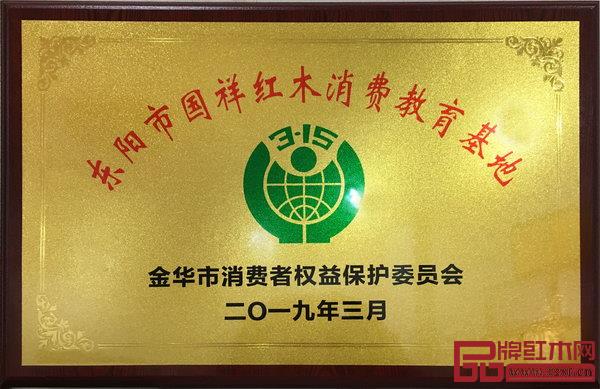 东阳市国祥红木消费教育基地
3·15
金华市消费者权益保护委员会
二〇一九年三月
品牌红木网